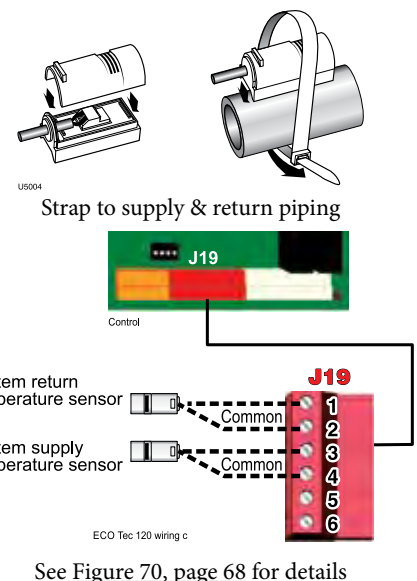 U5004
Strap to supply & return piping
J19
Control
J19
tem return
perature sensor
Common
1
2
tem supply
perature sensor
Common
3
4
5
6
ECO Tec 120 wiring c
See Figure 70, page 68 for details